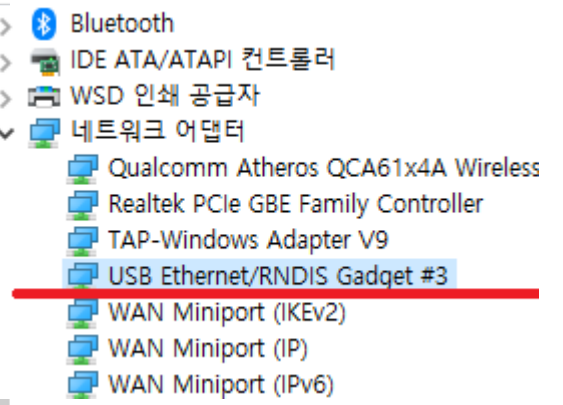 Bluetooth
IDE ATA/ATAPI 컨트롤러
WSD 인쇄 공급자
네트워크 어댑터
Qualcomm Atheros QCA61x4A Wireless
Realtek PCIe GBE Family Controller
TAP-Windows Adapter V9
USB Ethernet/RNDIS Gadget #3
WAN Miniport (IKEv2)
WAN Miniport (IP)
WAN Miniport (IPv6)